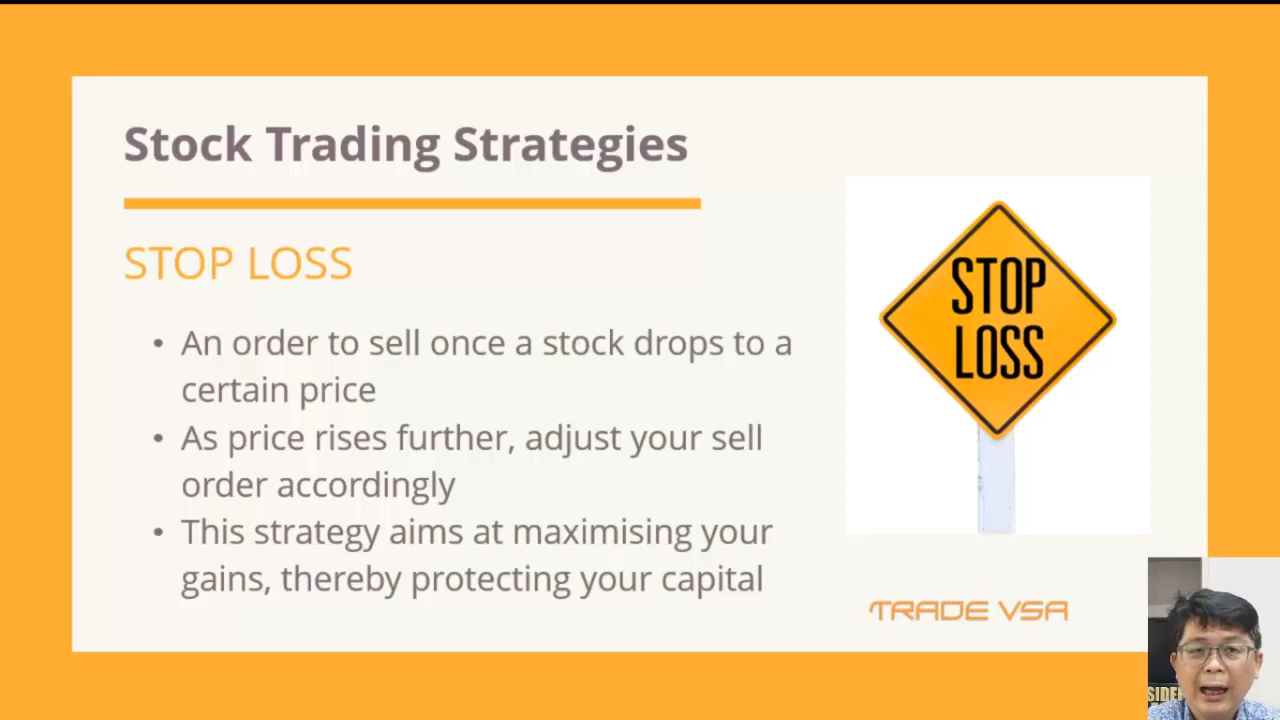 Stock Trading Strategies
STOP LOSS
• An order to sell once a stock drops to a
certain price
• As price rises further, adjust your sell
order accordingly
• This strategy aims at maximising your
gains, thereby protecting your capital
STOP
LOSS
TRADE VSA